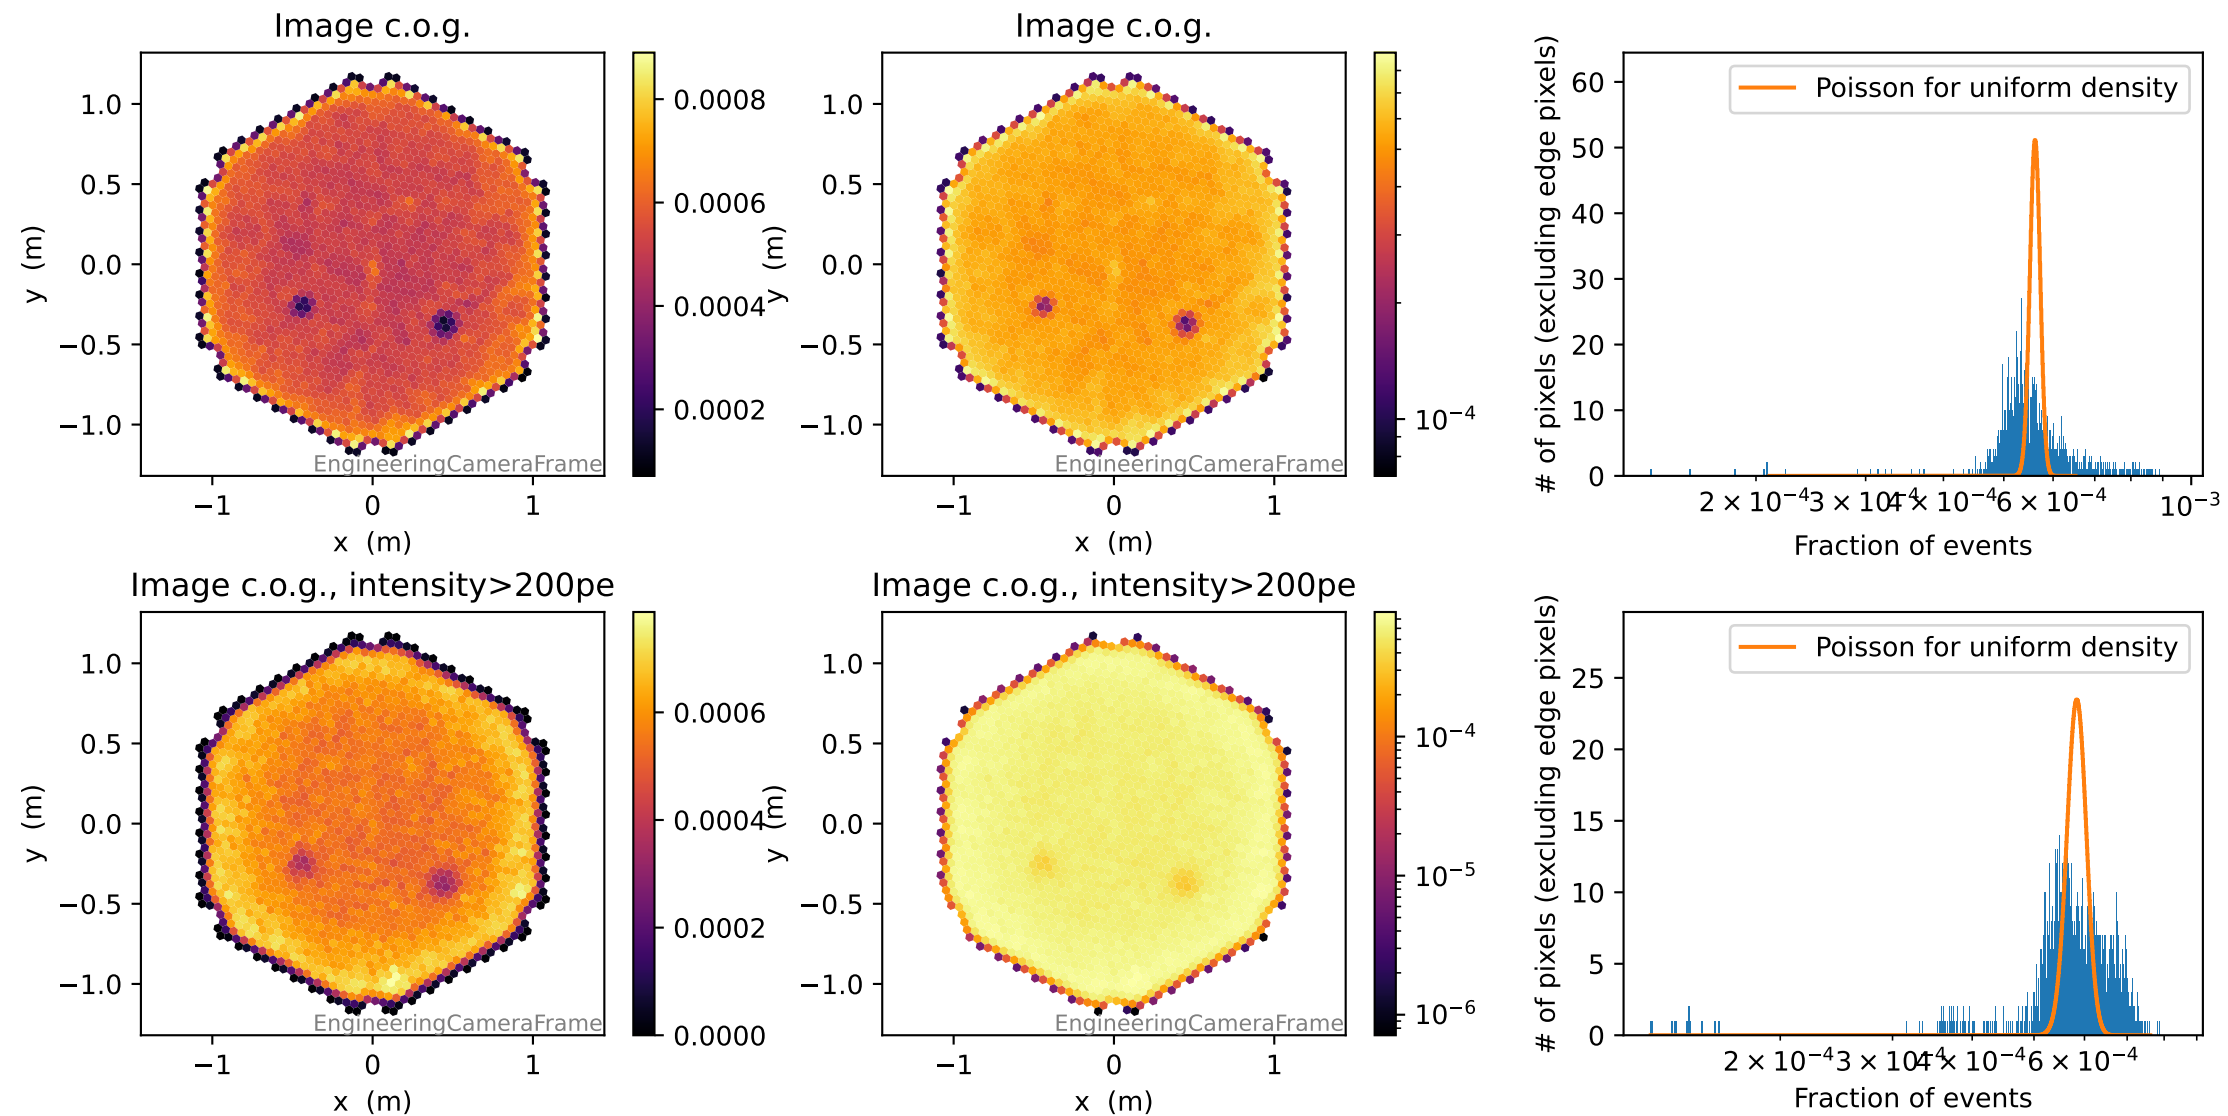 Image c.o.g.
1.0
0.5
0.0
−0.5
−1.0
y (m)
−1 0 1
x (m)
EngineeringCameraFrame
0.0008
0.0006
0.0004
0.0002
Image c.o.g.
1.0
0.5
0.0
−0.5
−1.0
y (m)
−1 0 1
x (m)
EngineeringCameraFrame
10⁻⁴
# of pixels (excluding edge pixels)
60
50
40
30
20
10
0
Poisson for uniform density
2 × 10⁻⁴ 3 × 10⁻⁴ 4 × 10⁻⁴ 6 × 10⁻⁴ 10⁻³
Fraction of events
Image c.o.g., intensity>200pe
1.0
0.5
0.0
−0.5
−1.0
y (m)
−1 0 1
x (m)
EngineeringCameraFrame
0.0006
0.0004
0.0002
0.0000
Image c.o.g., intensity>200pe
1.0
0.5
0.0
−0.5
−1.0
y (m)
−1 0 1
x (m)
EngineeringCameraFrame
10⁻⁴
10⁻⁵
10⁻⁶
# of pixels (excluding edge pixels)
25
20
15
10
5
0
Poisson for uniform density
2 × 10⁻⁴ 3 × 10⁻⁴ 4 × 10⁻⁴ 6 × 10⁻⁴
Fraction of events